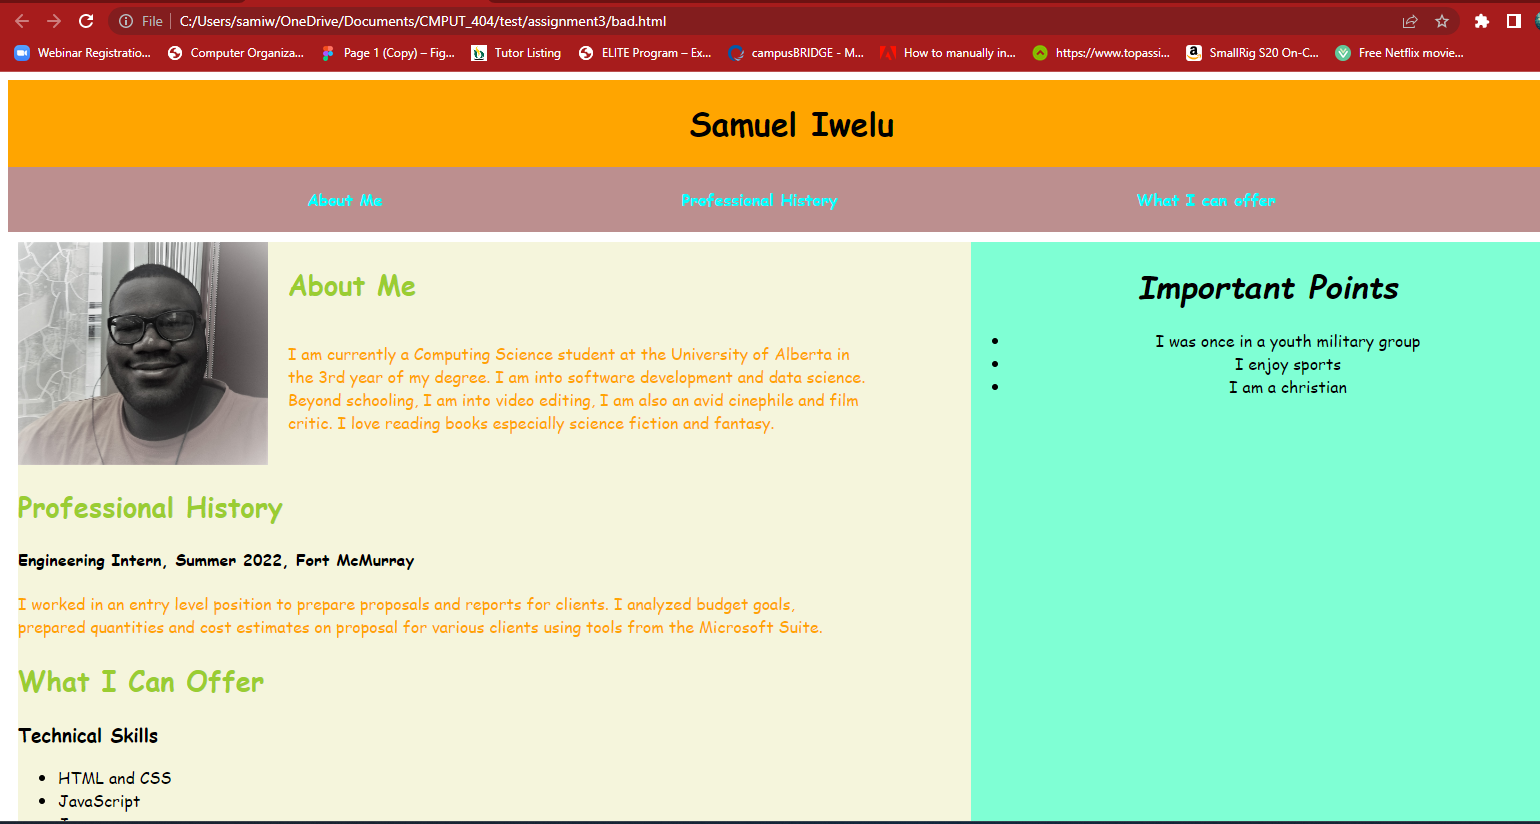 File | C:/Users/samiw/OneDrive/Documents/CMPUT_404/test/assignment3/bad.html
Webinar Registratio... Computer Organiza... Page 1 (Copy) – Fig... Tutor Listing ELITE Program – Ex... campusBRIDGE - M... How to manually in... https://www.topassi... SmallRig S20 On-C... Free Netflix movie...
Samuel Iwelu
About Me Professional History What I can offer
About Me
I am currently a Computing Science student at the University of Alberta in
the 3rd year of my degree. I am into software development and data science.
Beyond schooling, I am into video editing, I am also an avid cinephile and film
critic. I love reading books especially science fiction and fantasy.
Professional History
Engineering Intern, Summer 2022, Fort McMurray
I worked in an entry level position to prepare proposals and reports for clients. I analyzed budget goals,
prepared quantities and cost estimates on proposal for various clients using tools from the Microsoft Suite.
What I Can Offer
Technical Skills
HTML and CSS
JavaScript
Important Points
I was once in a youth military group
I enjoy sports
I am a christian